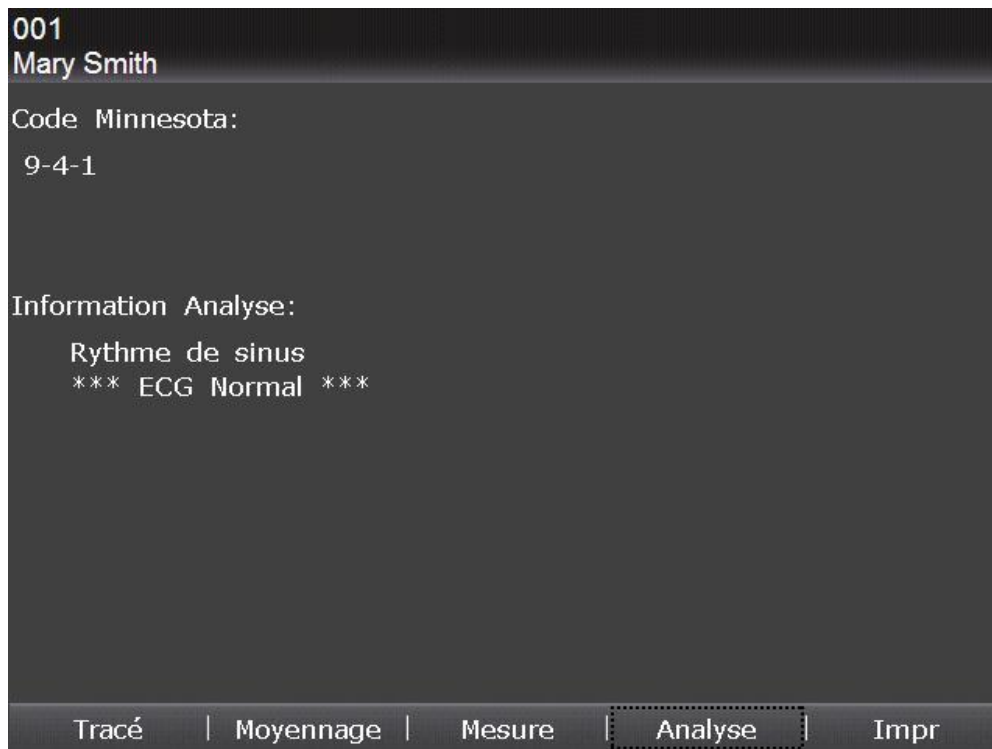 001
Mary Smith
Code Minnesota:
9-4-1
Information Analyse:
Rythme de sinus
*** ECG Normal ***
Tracé | Moyennage | Mesure | Analyse | Impr